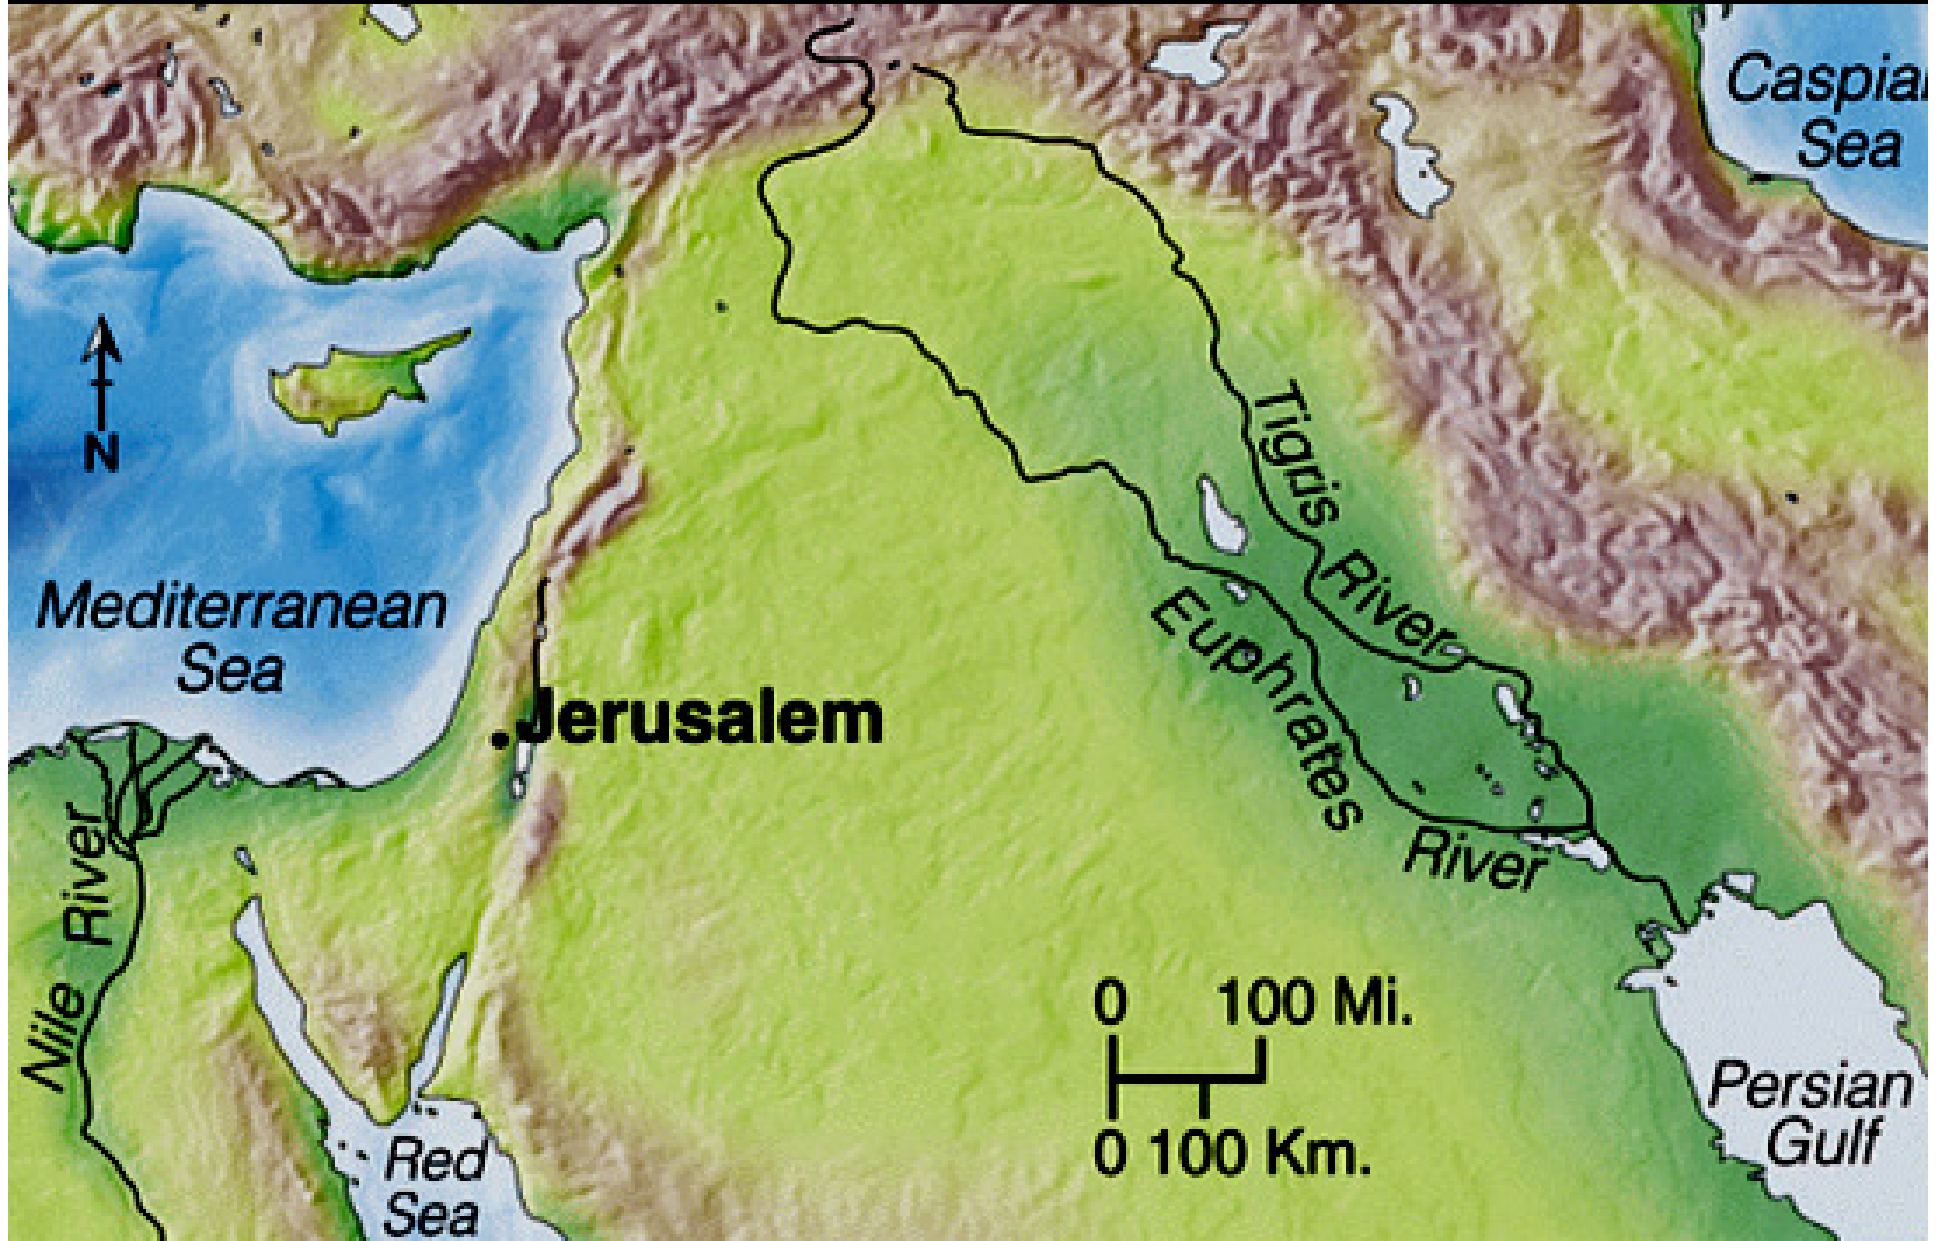 Caspia
Sea
N
Tigris River
Mediterranean
Sea
Euphrates River
Jerusalem
Nile River
0 100 Mi.
0 100 Km.
Persian
Gulf
Red
Sea